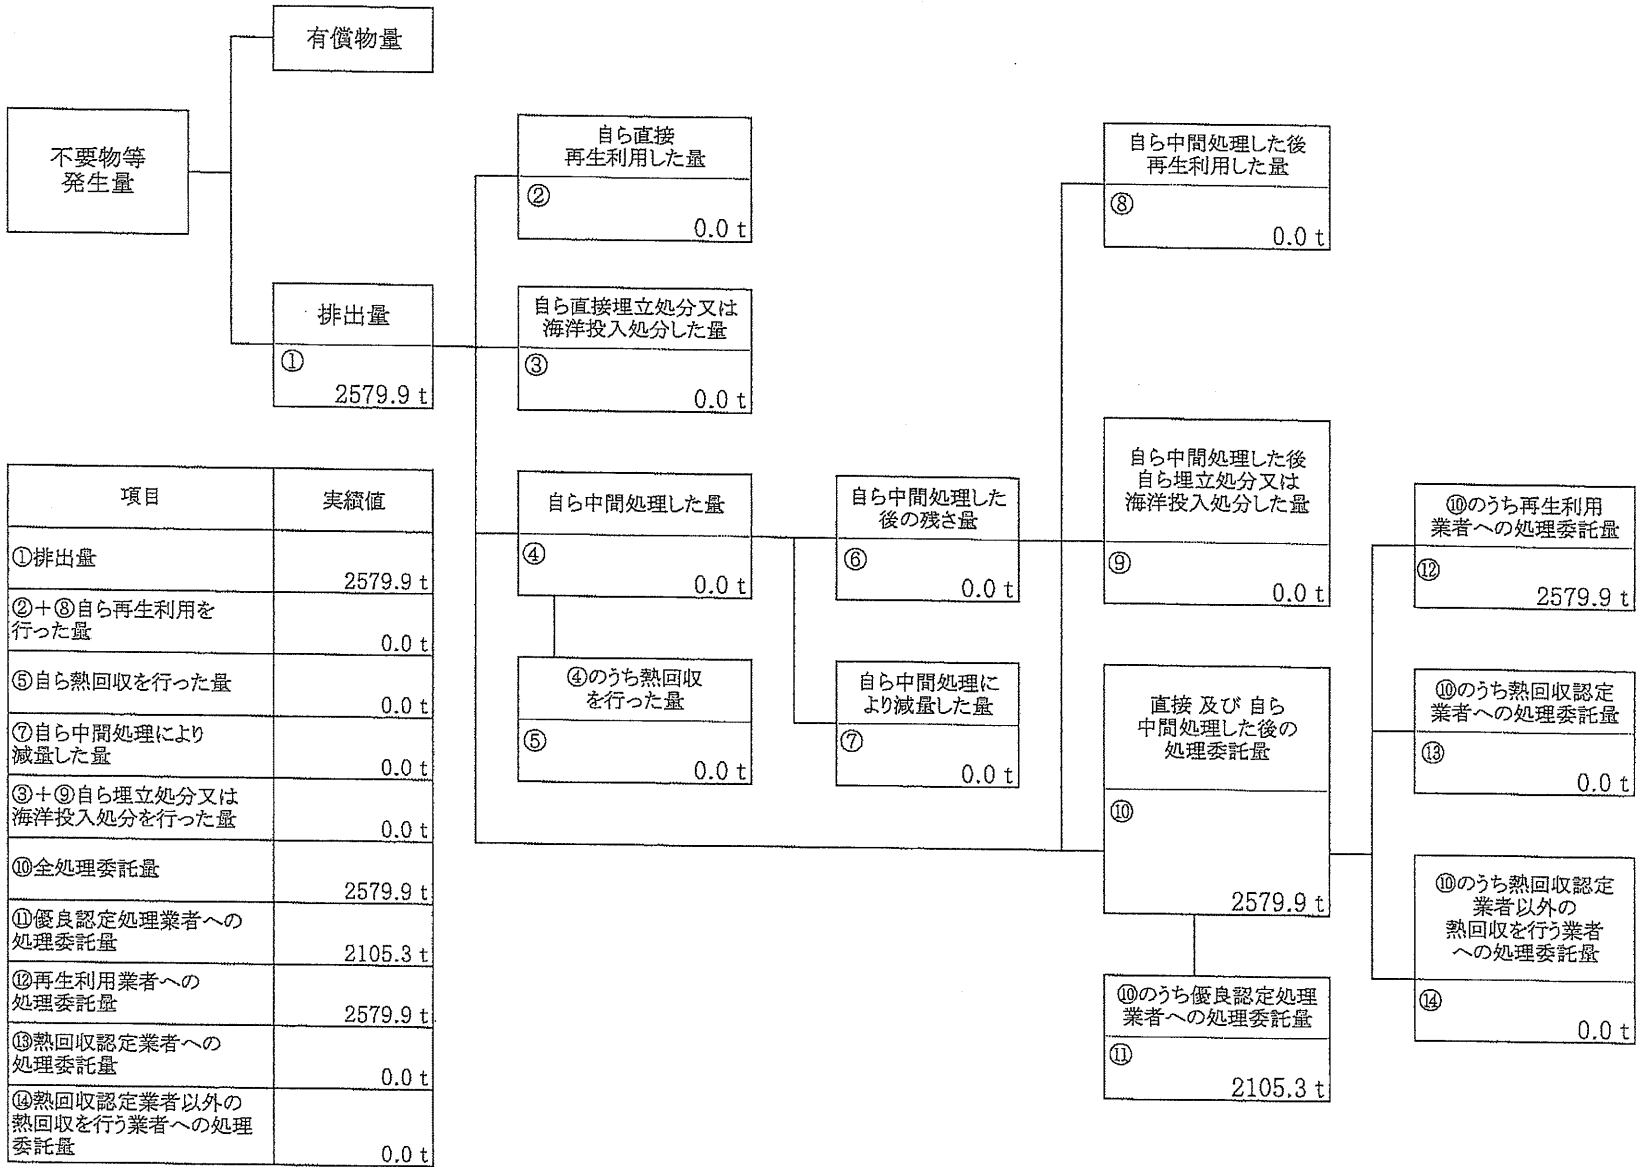 有償物量
不要物等
発生量
排出量
①
2579.9 t
自ら直接
再生利用した量
②
0.0 t
自ら直接埋立処分又は
海洋投入処分した量
③
0.0 t
自ら中間処理した量
④
0.0 t
④のうち熱回収
を行った量
⑤
0.0 t
自ら中間処理した
後の残さ量
⑥
0.0 t
自ら中間処理に
より減量した量
⑦
0.0 t
自ら中間処理した後
再生利用した量
⑧
0.0 t
自ら中間処理した後
自ら埋立処分又は
海洋投入処分した量
⑨
0.0 t
直接 及び 自ら
中間処理した後の
処理委託量
⑩
2579.9 t
⑩のうち優良認定処理
業者への処理委託量
⑪
2105.3 t
⑩のうち再生利用
業者への処理委託量
⑫
2579.9 t
⑩のうち熱回収認定
業者への処理委託量
⑬
0.0 t
⑩のうち熱回収認定
業者以外の
熱回収を行う業者
への処理委託量
⑭
0.0 t
項目 実績値
①排出量
2579.9 t
②+⑧自ら再生利用を
行った量
0.0 t
⑤自ら熱回収を行った量
0.0 t
⑦自ら中間処理により
減量した量
0.0 t
③+⑨自ら埋立処分又は
海洋投入処分を行った量
0.0 t
⑩全処理委託量
2579.9 t
⑪優良認定処理業者への
処理委託量
2105.3 t
⑫再生利用業者への
処理委託量
2579.9 t
⑬熱回収認定業者への
処理委託量
0.0 t
⑭熱回収認定業者以外の
熱回収を行う業者への処理
委託量
0.0 t